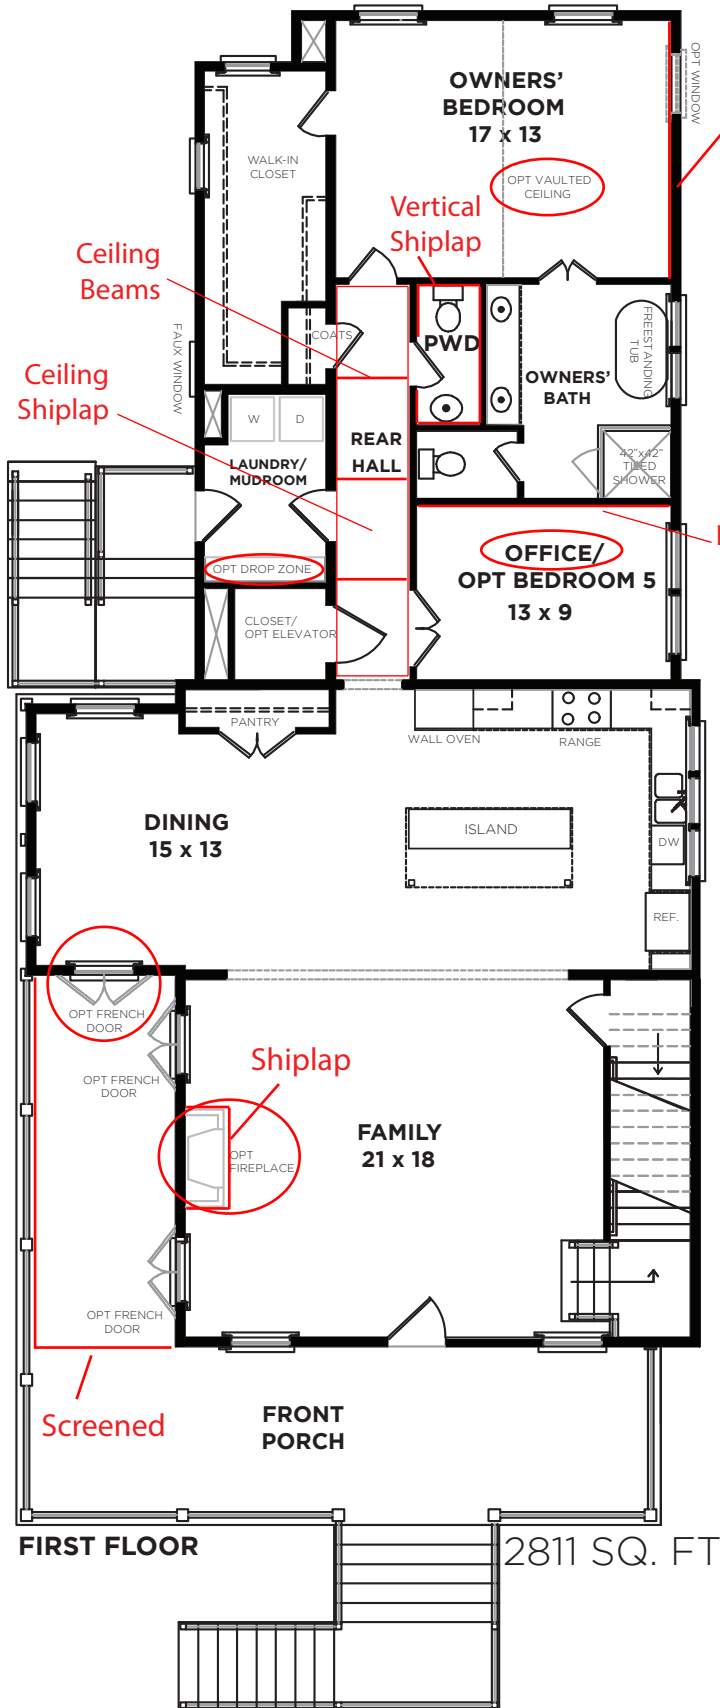 OPT WINDOW
OWNERS'
BEDROOM
17 x 13
WALK-IN
CLOSET
OPT VAULTED
CEILING
Vertical
Shiplap
Ceiling
Beams
FAUX WINDOW
COATS
PWD
FREESTANDING
TUB
OWNERS'
BATH
Ceiling
Shiplap
W
D
REAR
HALL
LAUNDRY/
MUDROOM
42"x42"
TILED
SHOWER
OPT DROP ZONE
OFFICE/
OPT BEDROOM 5
13 x 9
CLOSET/
OPT ELEVATOR
PANTRY
WALL OVEN
RANGE
DINING
15 x 13
ISLAND
DW
REF.
OPT FRENCH
DOOR
OPT FRENCH
DOOR
Shiplap
OPT
FIREPLACE
FAMILY
21 x 18
OPT FRENCH
DOOR
Screened
FRONT
PORCH
FIRST FLOOR
2811 SQ. FT